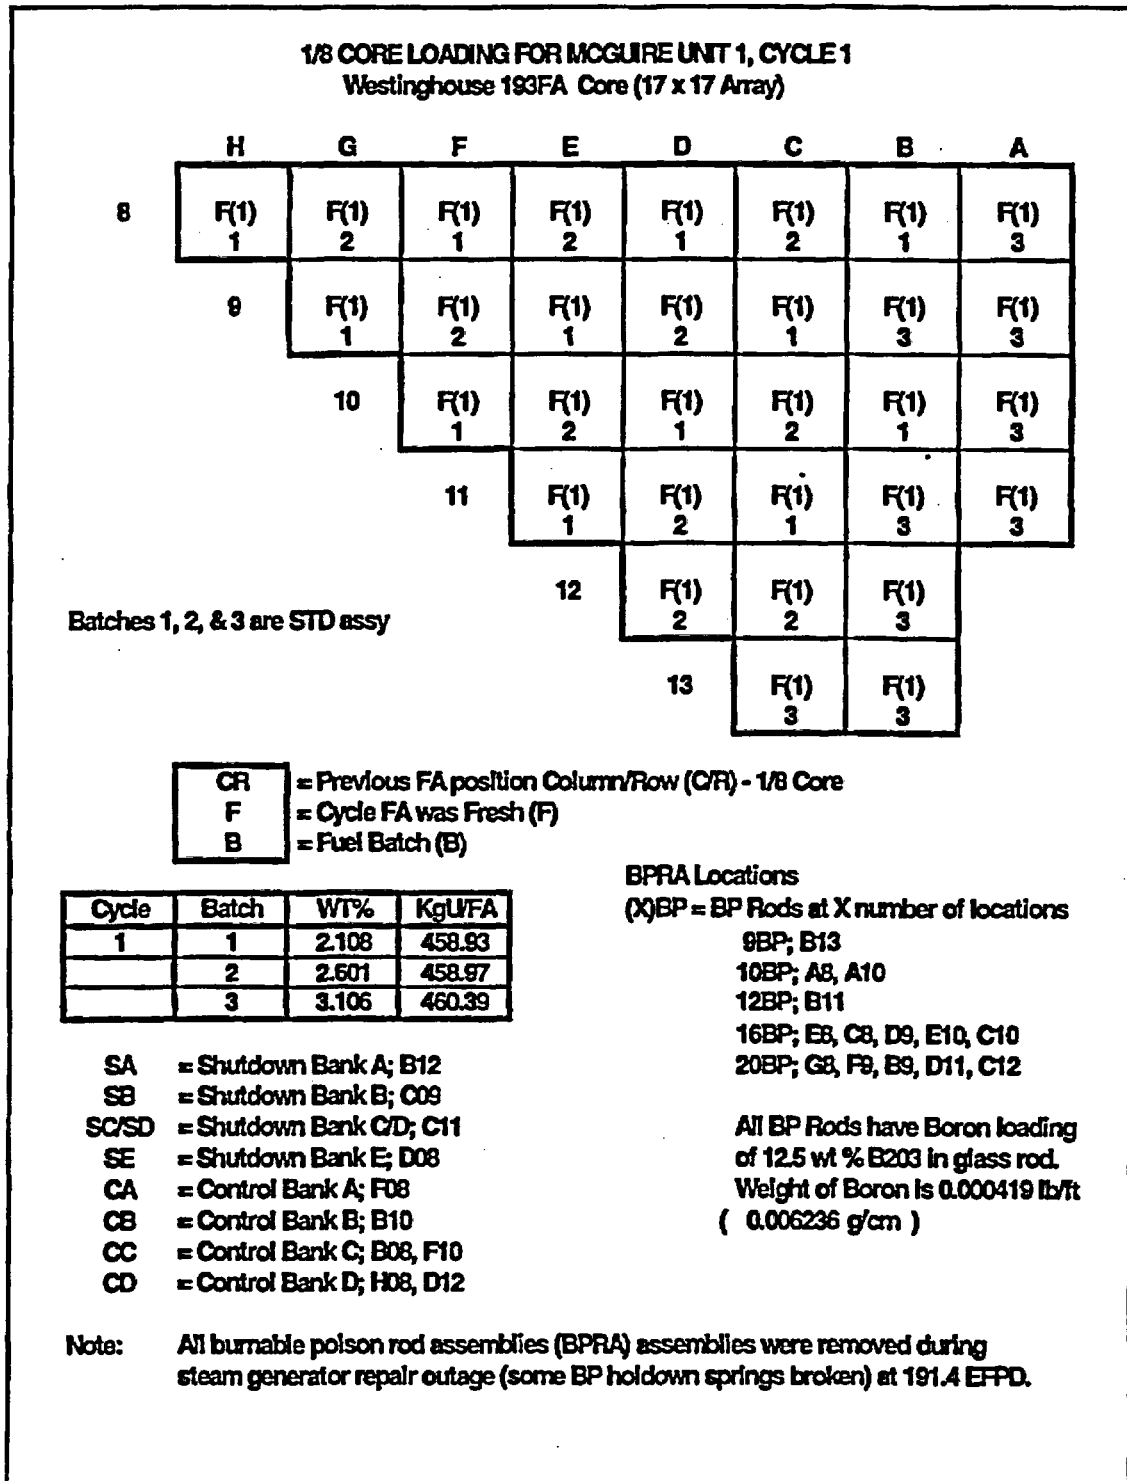 1/8 CORE LOADING FOR MCGUIRE UNIT 1, CYCLE 1
Westinghouse 193FA Core (17 x 17 Array)
H G F E D C B A
8 F(1) F(1) F(1) F(1) F(1) F(1) F(1) F(1)
1 2 1 2 1 2 1 3
9 F(1) F(1) F(1) F(1) F(1) F(1) F(1)
1 2 1 2 1 3 3
10 F(1) F(1) F(1) F(1) F(1) F(1)
1 2 1 2 1 3
11 F(1) F(1) F(1) F(1) F(1)
1 2 1 3 3
12 F(1) F(1) F(1)
2 2 3
Batches 1, 2, & 3 are STD assy
13 F(1) F(1)
3 3
CR = Previous FA position Column/Row (C/R) - 1/8 Core
F = Cycle FA was Fresh (F)
B = Fuel Batch (B)
Cycle Batch WT% KgU/FA
1 1 2.108 458.93
2 2.601 458.97
3 3.106 460.39
BPRA Locations
(X)BP = BP Rods at X number of locations
9BP; B13
10BP; A8, A10
12BP; B11
16BP; E8, C8, D9, E10, C10
20BP; G8, F9, B9, D11, C12
SA = Shutdown Bank A; B12
SB = Shutdown Bank B; C09
SC/SD = Shutdown Bank C/D; C11
SE = Shutdown Bank E; D08
CA = Control Bank A; F08
CB = Control Bank B; B10
CC = Control Bank C; B08, F10
CD = Control Bank D; H08, D12
All BP Rods have Boron loading
of 12.5 wt % B203 in glass rod.
Weight of Boron is 0.000419 lb/ft
( 0.006236 g/cm )
Note: All burnable poison rod assemblies (BPRA) assemblies were removed during
steam generator repair outage (some BP holdown springs broken) at 191.4 EFPD.